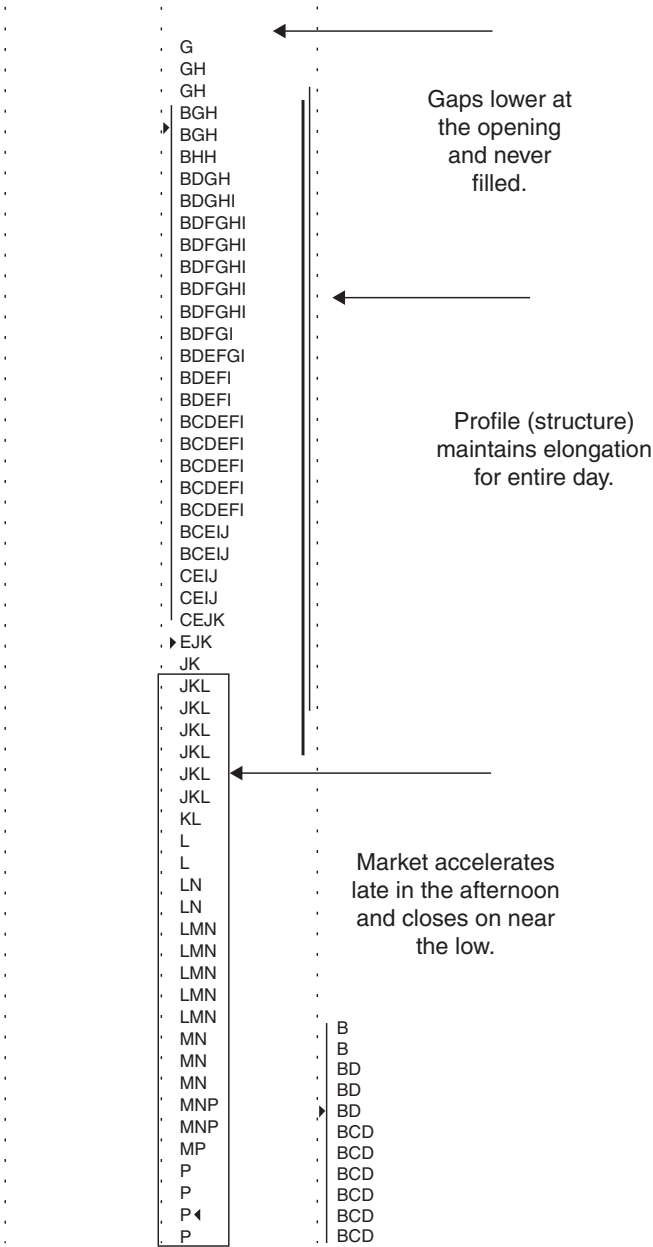 G
GH
GH
BGH
BGH
BHH
BDGH
BDGHI
BDFGHI
BDFGHI
BDFGHI
BDFGHI
BDFGHI
BDFGI
BDEFGI
BDEFI
BDEFI
BCDEFI
BCDEFI
BCDEFI
BCDEFI
BCDEFI
BCEIJ
BCEIJ
CEIJ
CEIJ
CEJK
EJK
JK
JKL
JKL
JKL
JKL
JKL
JKL
KL
L
L
LN
LN
LMN
LMN
LMN
LMN
LMN
MN
MN
MN
MNP
MNP
MP
P
P
P
P
Gaps lower at
the opening
and never
filled.
Profile (structure)
maintains elongation
for entire day.
Market accelerates
late in the afternoon
and closes on near
the low.
B
B
BD
BD
BD
BCD
BCD
BCD
BCD
BCD
BCD